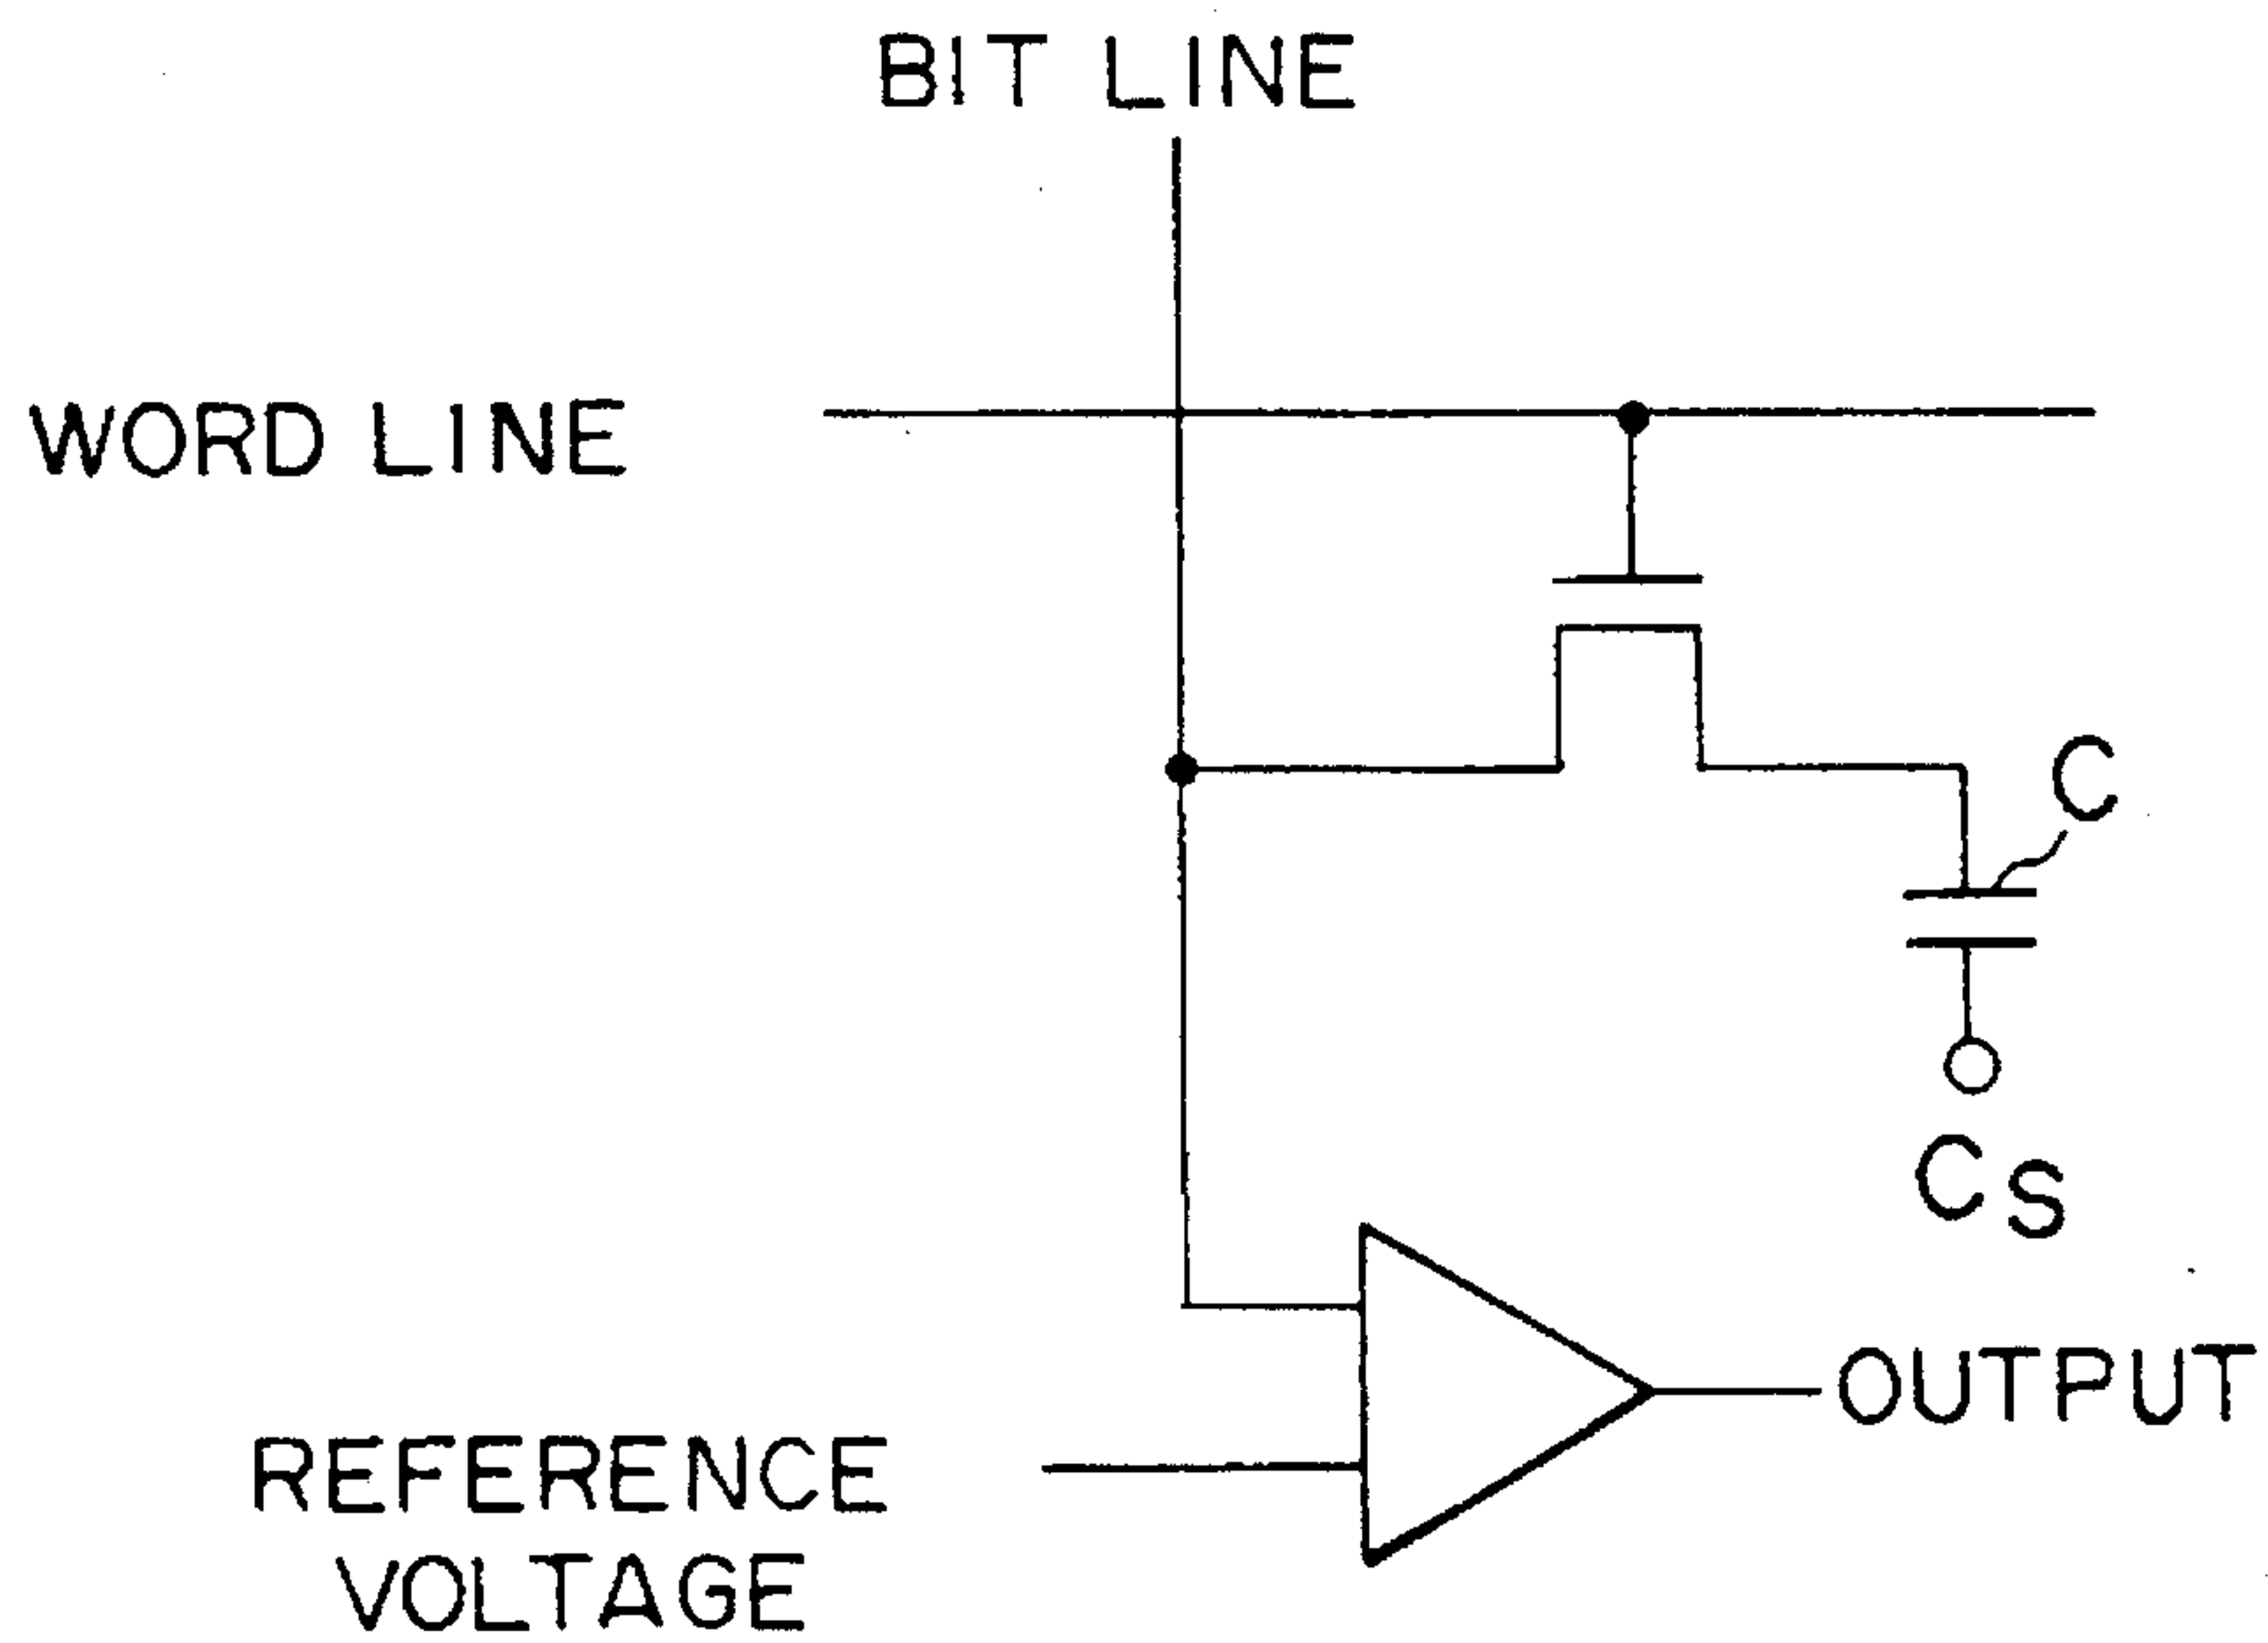 BIT LINE
WORD LINE
C
CS
OUTPUT
REFERENCE
VOLTAGE